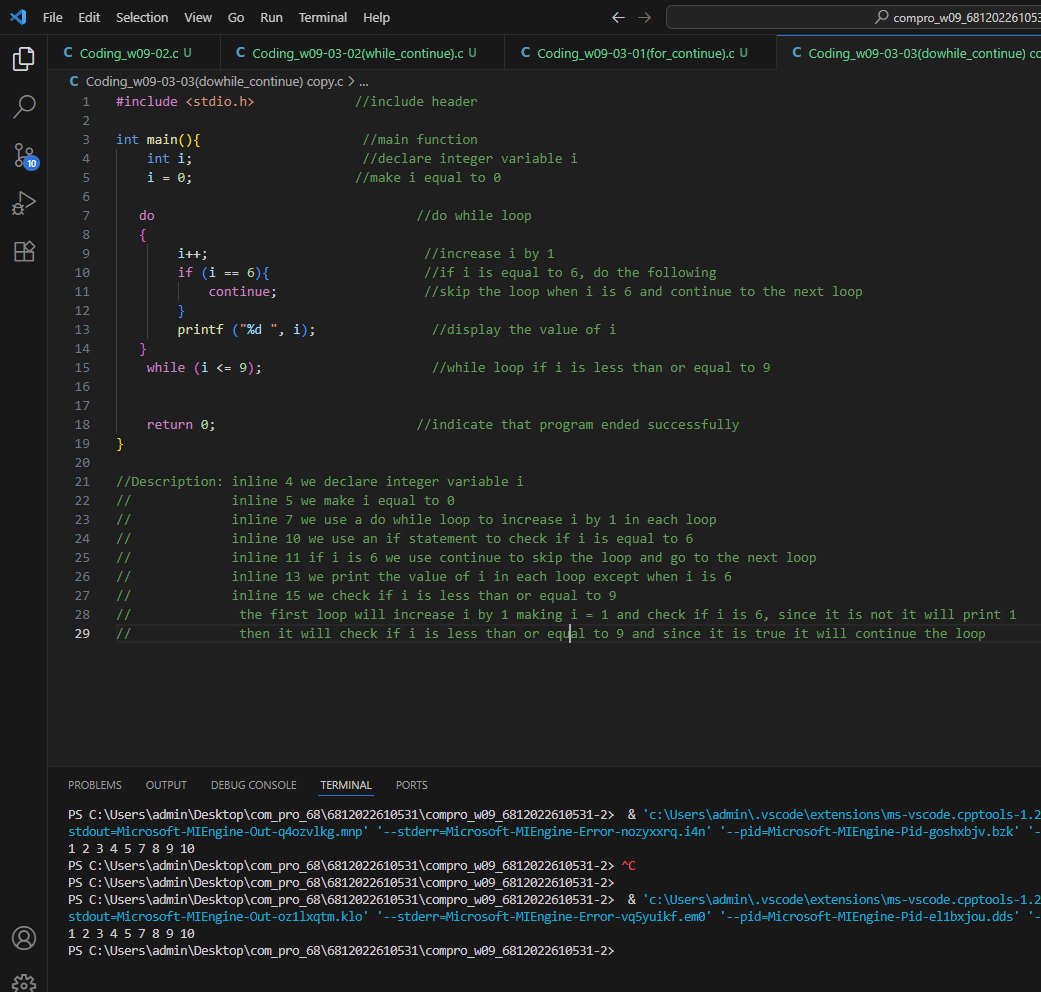 File Edit Selection View Go Run Terminal Help compro_w09_68120226105
C Coding_w09-02.c U C Coding_w09-03-02(while_continue).c U C Coding_w09-03-01(for_continue).c U C Coding_w09-03-03(dowhile_continue) co
C Coding_w09-03-03(dowhile_continue) copy.c > ...
10
1 #include <stdio.h> //include header
2
3 int main(){ //main function
4 int i; //declare integer variable i
5 i = 0; //make i equal to 0
6
7 do //do while loop
8 {
9 i++; //increase i by 1
10 if (i == 6){ //if i is equal to 6, do the following
11 continue; //skip the loop when i is 6 and continue to the next loop
12 }
13 printf ("%d ", i); //display the value of i
14 }
15 while (i <= 9); //while loop if i is less than or equal to 9
16
17
18 return 0; //indicate that program ended successfully
19 }
20
21 //Description: inline 4 we declare integer variable i
22 // inline 5 we make i equal to 0
23 // inline 7 we use a do while loop to increase i by 1 in each loop
24 // inline 10 we use an if statement to check if i is equal to 6
25 // inline 11 if i is 6 we use continue to skip the loop and go to the next loop
26 // inline 13 we print the value of i in each loop except when i is 6
27 // inline 15 we check if i is less than or equal to 9
28 // the first loop will increase i by 1 making i = 1 and check if i is 6, since it is not it will print 1
29 // then it will check if i is less than or equal to 9 and since it is true it will continue the loop
PROBLEMS OUTPUT DEBUG CONSOLE TERMINAL PORTS
PS C:\Users\admin\Desktop\com_pro_68\6812022610531\compro_w09_6812022610531-2> & 'c:\Users\admin\.vscode\extensions\ms-vscode.cpptools-1.2
stdout=Microsoft-MIEngine-Out-q4ozvlkg.mnp' '--stderr=Microsoft-MIEngine-Error-nozyxxrq.i4n' '--pid=Microsoft-MIEngine-Pid-goshxbjv.bzk' '-
1 2 3 4 5 7 8 9 10
PS C:\Users\admin\Desktop\com_pro_68\6812022610531\compro_w09_6812022610531-2> ^C
PS C:\Users\admin\Desktop\com_pro_68\6812022610531\compro_w09_6812022610531-2>
PS C:\Users\admin\Desktop\com_pro_68\6812022610531\compro_w09_6812022610531-2> & 'c:\Users\admin\.vscode\extensions\ms-vscode.cpptools-1.2
stdout=Microsoft-MIEngine-Out-oz1lxqtm.klo' '--stderr=Microsoft-MIEngine-Error-vq5yuikf.em0' '--pid=Microsoft-MIEngine-Pid-el1bxjou.dds' '-
1 2 3 4 5 7 8 9 10
PS C:\Users\admin\Desktop\com_pro_68\6812022610531\compro_w09_6812022610531-2>